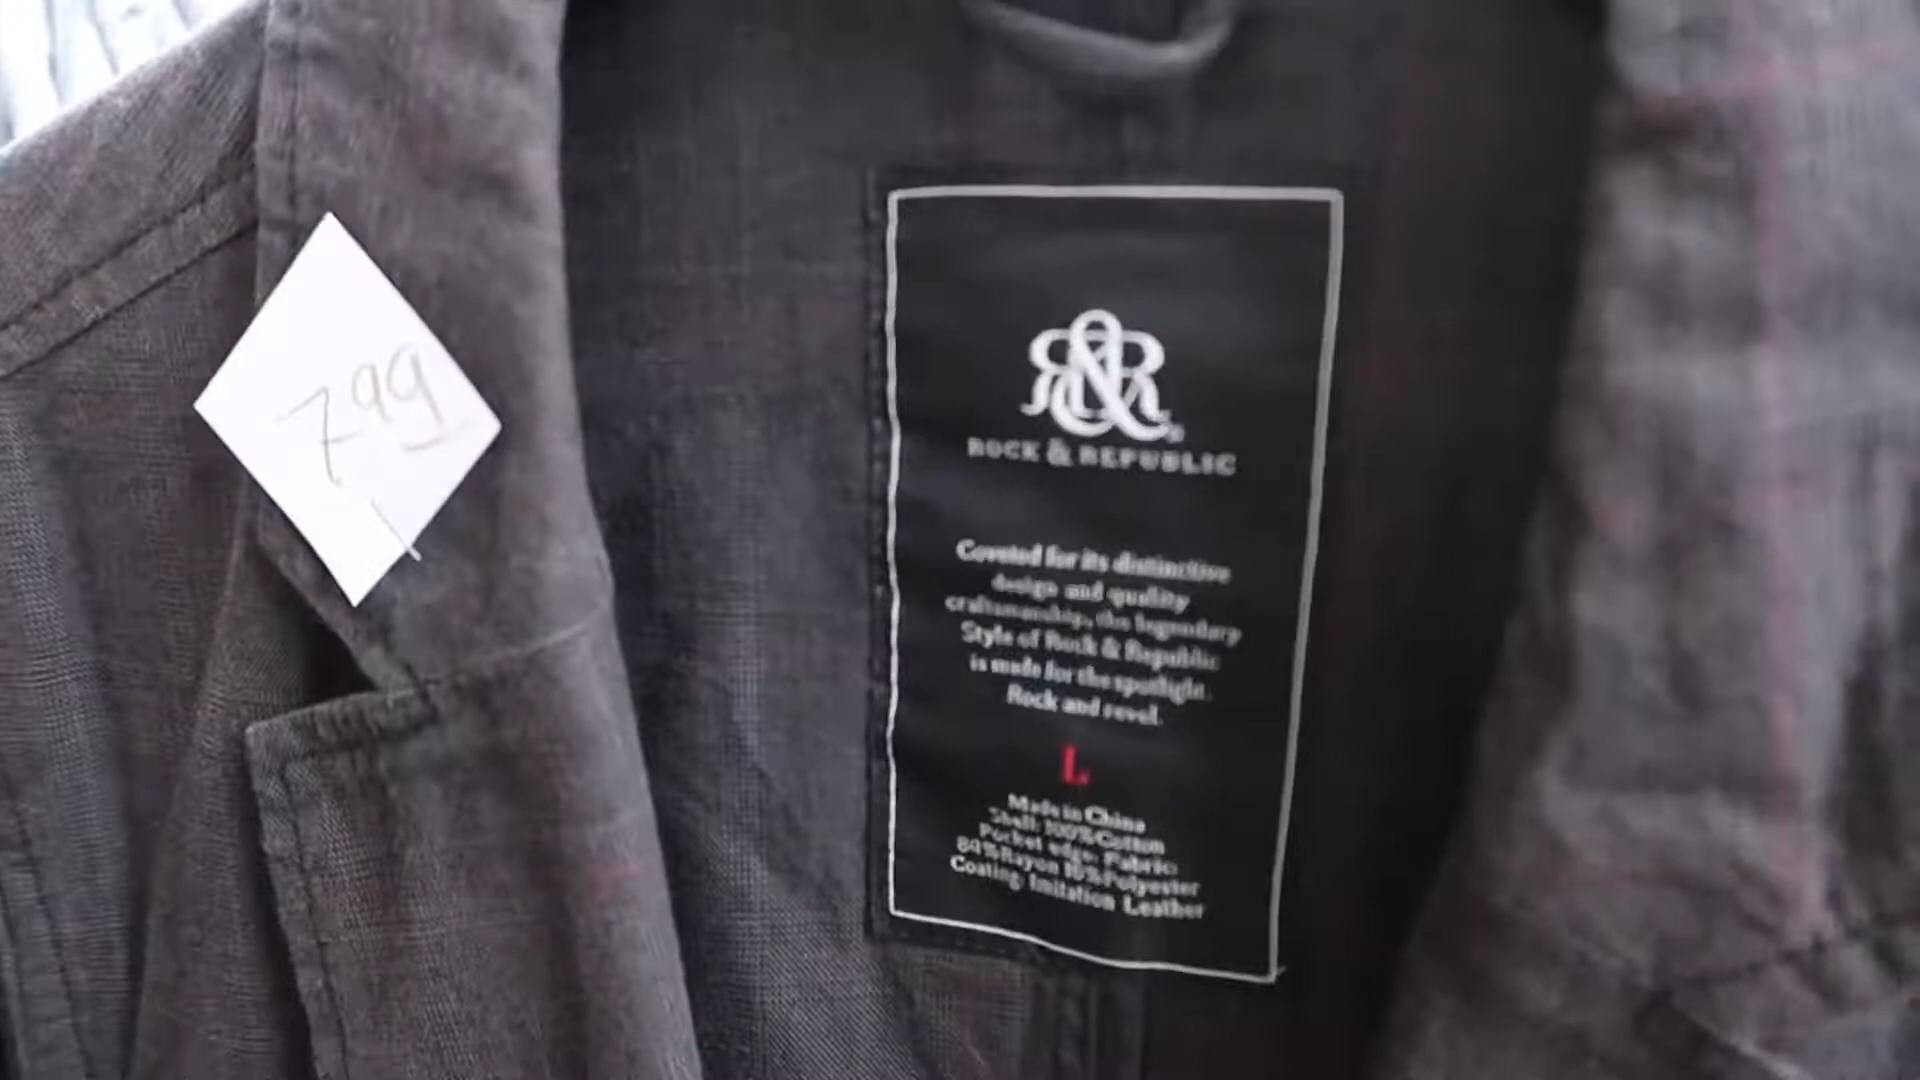 7 99
R&R
ROCK & REPUBLIC
Coveted for its distinctive
design and quality
craftsmanship, the legendary
Style of Rock & Republic
is made for the spotlight.
Rock and revel.
L
Made in China
Shell: 100% Cotton
Pocket edge: Fabric:
84% Rayon 16% Polyester
Coating: Imitation Leather